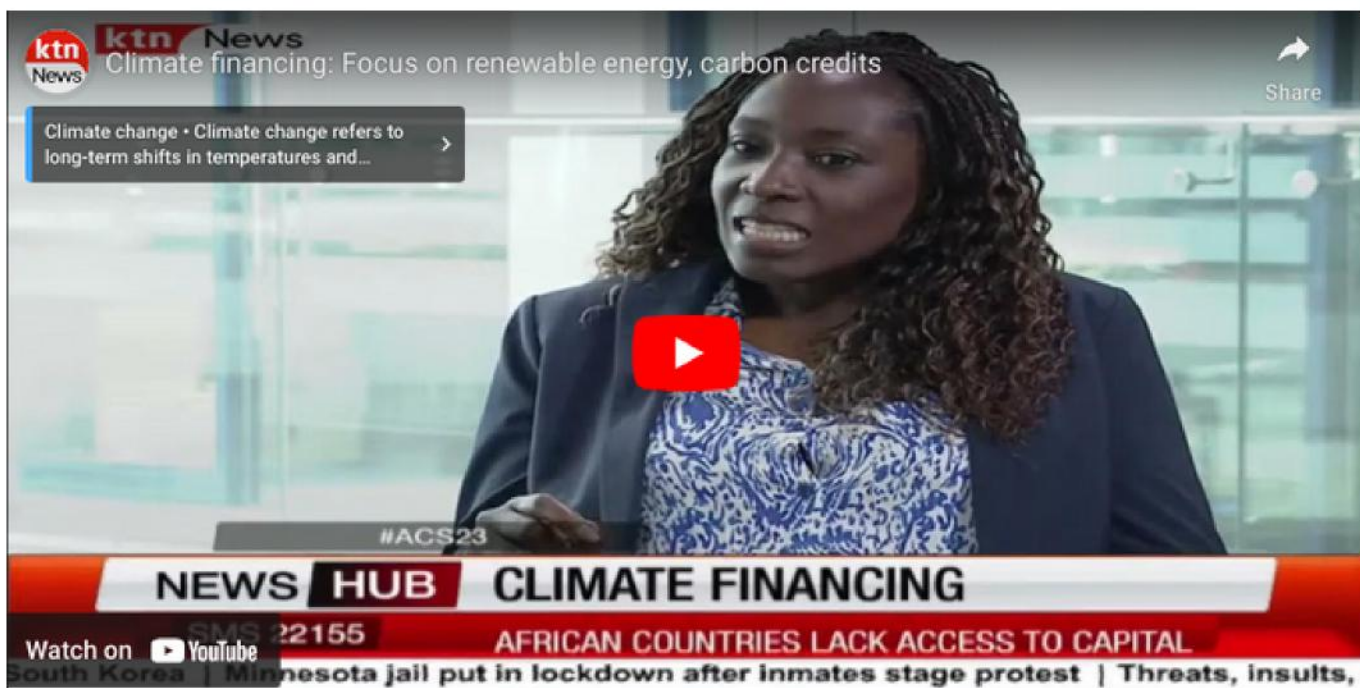 ktn News
ktn
News
Climate financing: Focus on renewable energy, carbon credits
Share
Climate change • Climate change refers to
long-term shifts in temperatures and...
#ACS23
NEWS HUB CLIMATE FINANCING
SMS 22155
AFRICAN COUNTRIES LACK ACCESS TO CAPITAL
Watch on YouTube
South Korea | Minnesota jail put in lockdown after inmates stage protest | Threats, insults,